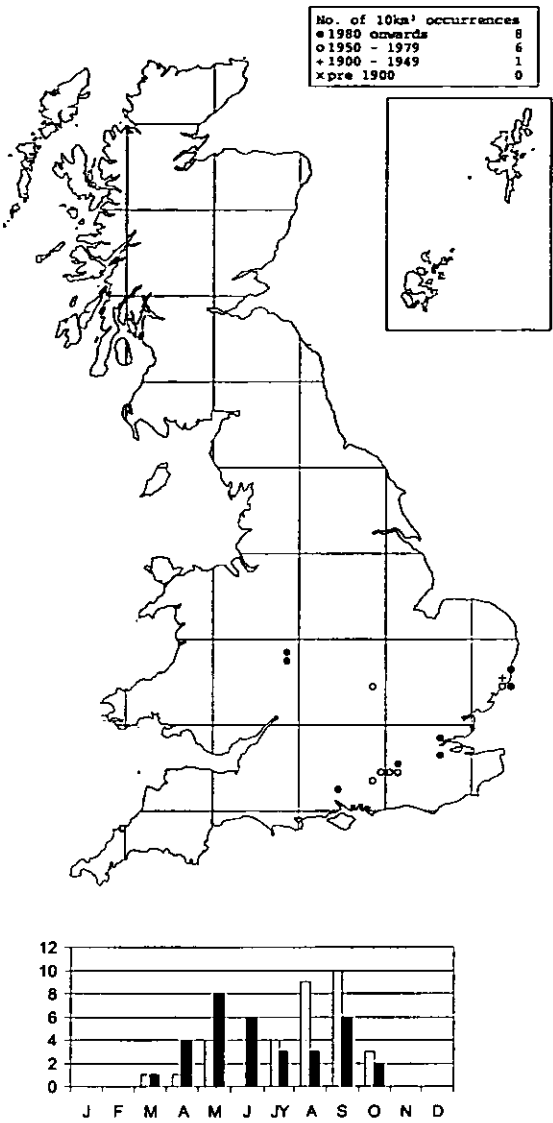 No. of 10km² occurrences
● 1980 onwards 8
○ 1950 - 1979 6
+ 1900 - 1949 1
× pre 1900 0
12
10
8
6
4
2
0
J F M A M J JY A S O N D